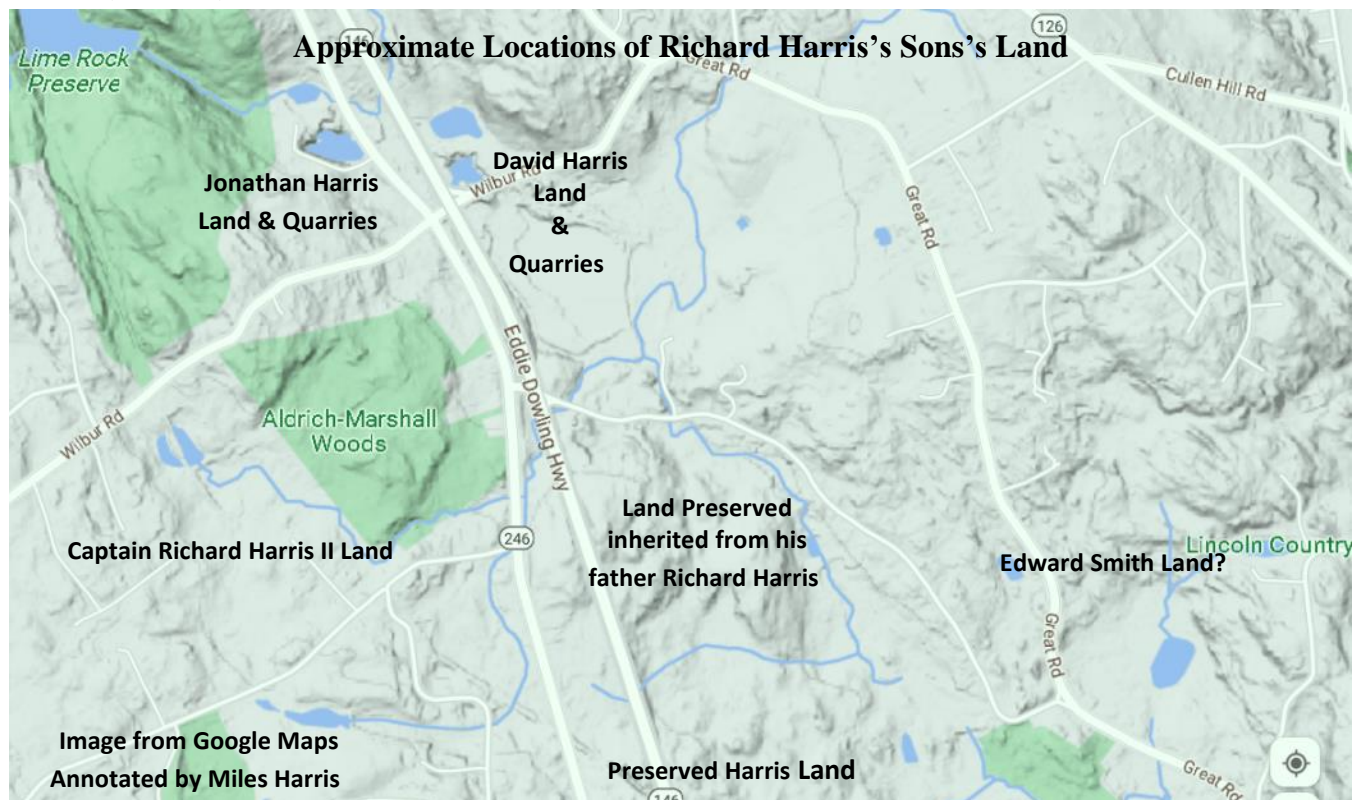 126
146
Approximate Locations of Richard Harris's Sons's Land
Lime Rock
Preserve
Great Rd
Cullen Hill Rd
David Harris
Land
&
Quarries
Wilbur Rd
Jonathan Harris
Land & Quarries
Great Rd
Eddie Dowling Hwy
Aldrich-Marshall
Woods
Wilbur Rd
Land Preserved
inherited from his
father Richard Harris
246
Captain Richard Harris II Land
Edward Smith Land?
Lincoln Country
Great Rd
Image from Google Maps
Annotated by Miles Harris
Preserved Harris Land
Great Rd
146